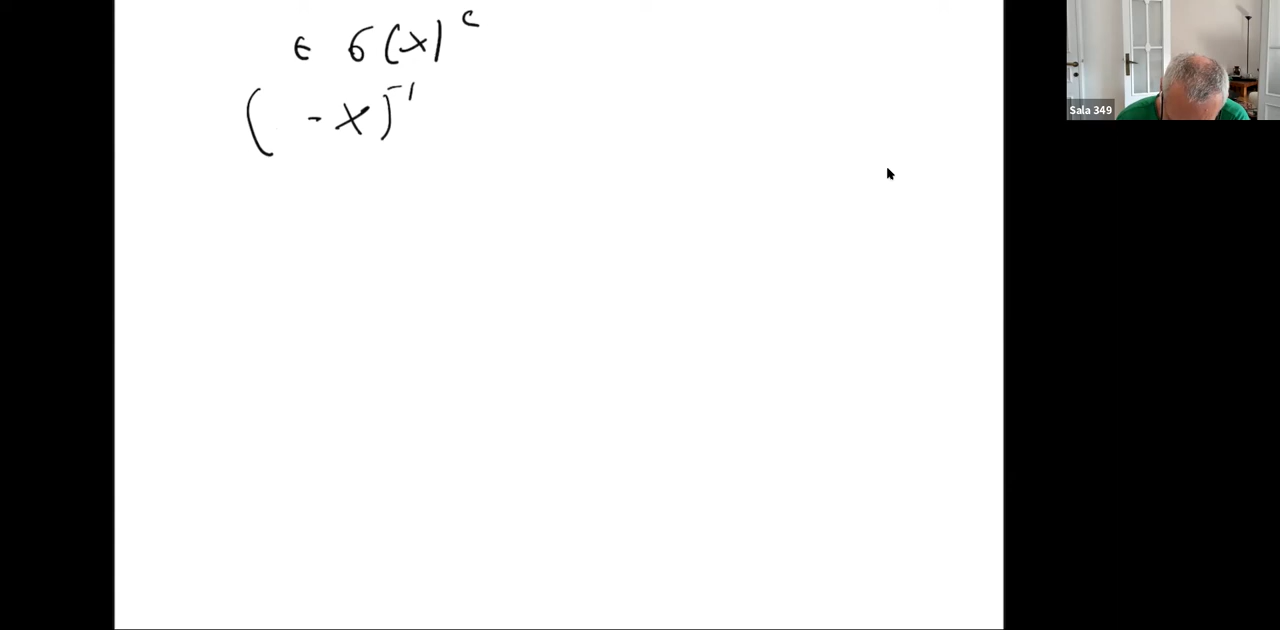 ∈ σ(x)ᶜ
( - x)⁻¹
Sala 349